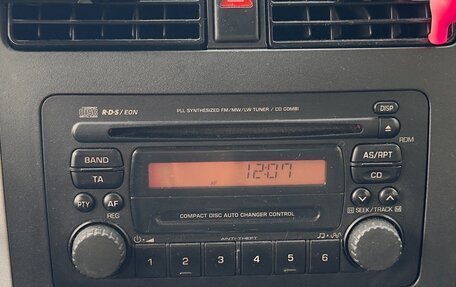 PLL SYNTHESIZED FM/MW/LW TUNER / CD COMBI
R·D·S/EON
DISP
RDM
BAND
AS/RPT
TA
12:07
CD
AF
PTY AF
REG
COMPACT DISC AUTO CHANGER CONTROL
SEEK/TRACK
ANTI-THEFT
1 2 3 4 5 6